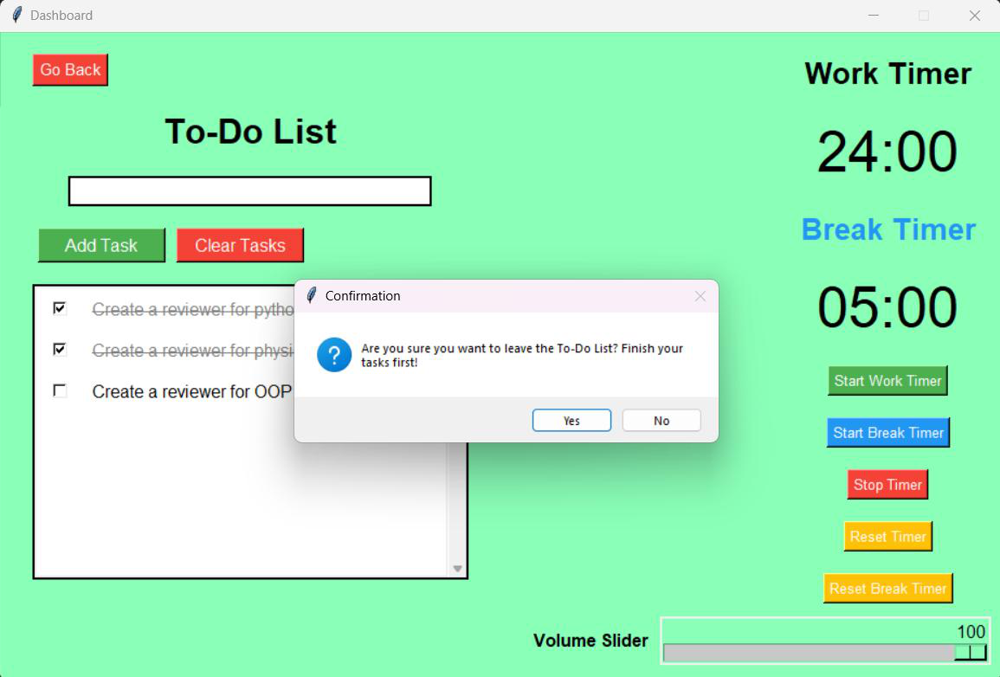 Dashboard
Go Back
To-Do List
Add Task
Clear Tasks
Create a reviewer for pytho
Create a reviewer for physi
Create a reviewer for OOP
Confirmation
Are you sure you want to leave the To-Do List? Finish your
tasks first!
Yes
No
Work Timer
24:00
Break Timer
05:00
Start Work Timer
Start Break Timer
Stop Timer
Reset Timer
Reset Break Timer
Volume Slider
100